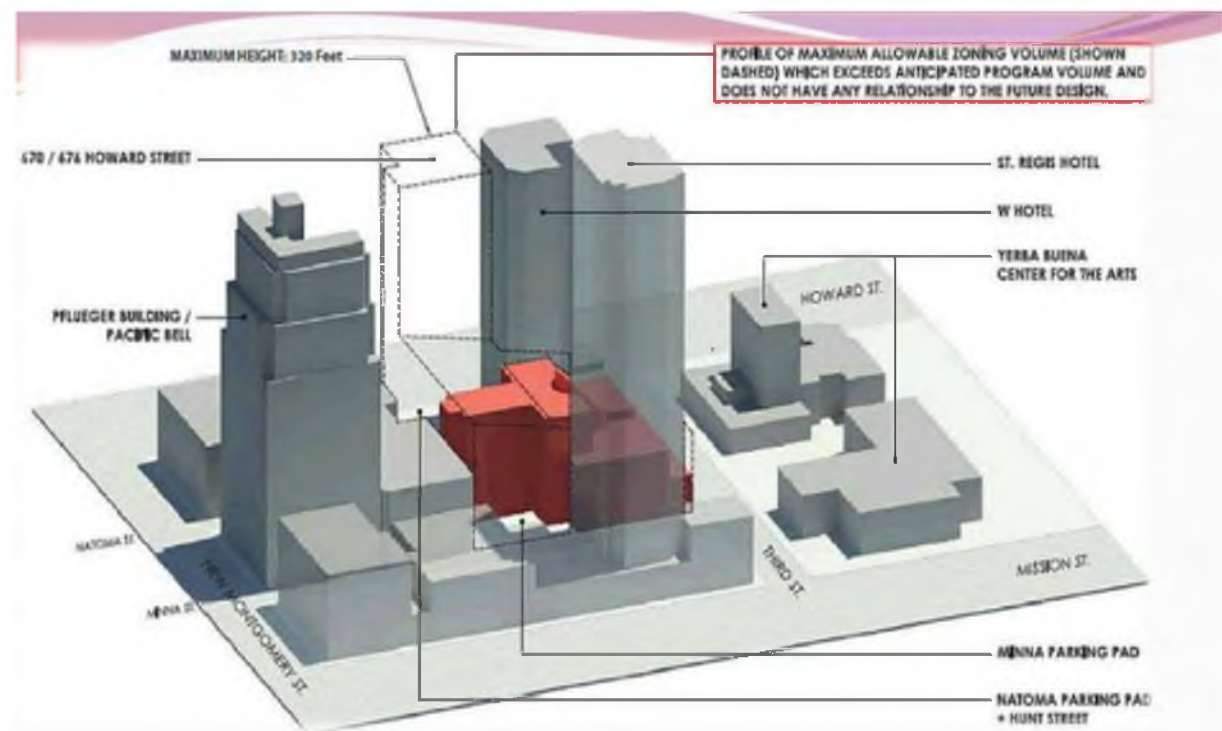 MAXIMUM HEIGHT: 320 Feet
PROFILE OF MAXIMUM ALLOWABLE ZONING VOLUME (SHOWN
DASHED) WHICH EXCEEDS ANTICIPATED PROGRAM VOLUME AND
DOES NOT HAVE ANY RELATIONSHIP TO THE FUTURE DESIGN.
670 / 676 HOWARD STREET
ST. REGIS HOTEL
W HOTEL
YERBA BUENA
CENTER FOR THE ARTS
HOWARD ST.
PFLUEGER BUILDING /
PACIFIC BELL
NATOMA ST.
MINNA ST.
NEW MONTGOMERY ST.
THIRD ST.
MISSION ST.
MINNA PARKING PAD
NATOMA PARKING PAD
+ HUNT STREET